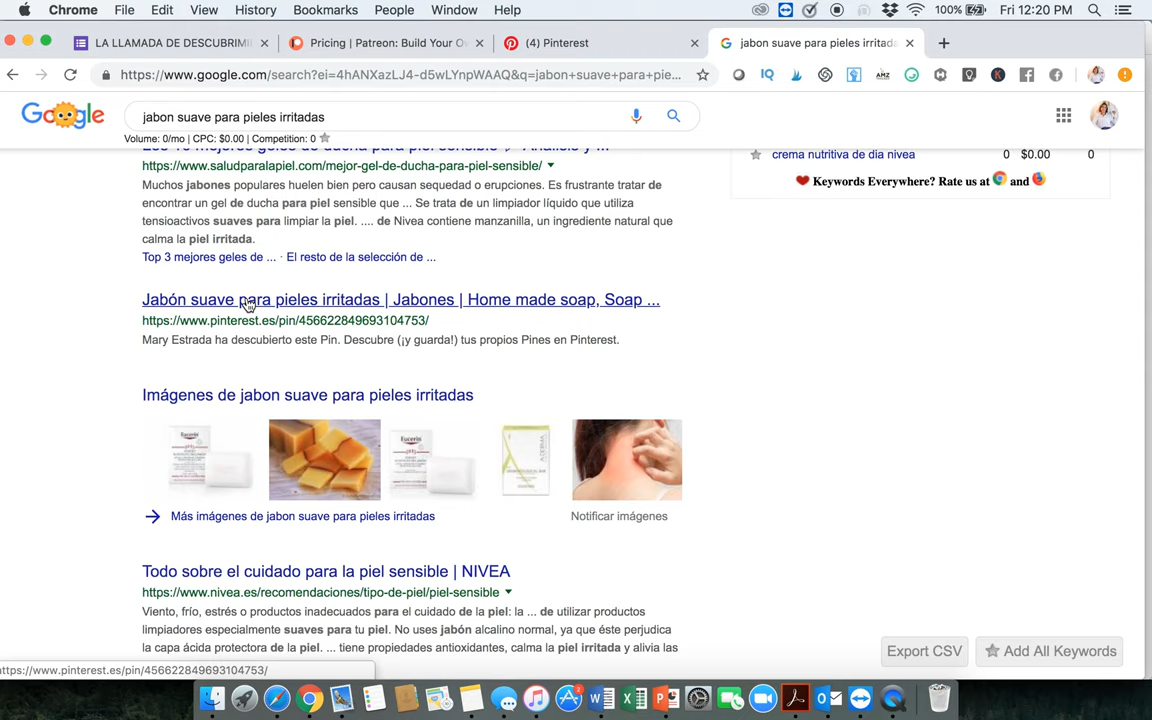 Chrome File Edit View History Bookmarks People Window Help 100% Fri 12:20 PM
LA LLAMADA DE DESCUBRIMI Pricing | Patreon: Build Your Ow (4) Pinterest jabon suave para pieles irritada
https://www.google.com/search?ei=4hANXazLJ4-d5wLYnpWAAQ&q=jabon+suave+para+pie...
Google jabon suave para pieles irritadas
Volume: 0/mo | CPC: $0.00 | Competition: 0
https://www.saludparalapiel.com/mejor-gel-de-ducha-para-piel-sensible/
Muchos jabones populares huelen bien pero causan sequedad o erupciones. Es frustrante tratar de
encontrar un gel de ducha para piel sensible que ... Se trata de un limpiador líquido que utiliza
tensioactivos suaves para limpiar la piel. .... de Nivea contiene manzanilla, un ingrediente natural que
calma la piel irritada.
Top 3 mejores geles de ... · El resto de la selección de ...
crema nutritiva de dia nivea 0 $0.00 0
Keywords Everywhere? Rate us at and
Jabón suave para pieles irritadas | Jabones | Home made soap, Soap ...
https://www.pinterest.es/pin/456622849693104753/
Mary Estrada ha descubierto este Pin. Descubre (¡y guarda!) tus propios Pines en Pinterest.
Imágenes de jabon suave para pieles irritadas
Eucerin
Eucerin
Más imágenes de jabon suave para pieles irritadas
Notificar imágenes
Todo sobre el cuidado para la piel sensible | NIVEA
https://www.nivea.es/recomendaciones/tipo-de-piel/piel-sensible
Viento, frío, estrés o productos inadecuados para el cuidado de la piel: la ... de utilizar productos
limpiadores especialmente suaves para tu piel. No uses jabón alcalino normal, ya que éste perjudica
la capa ácida protectora de la piel. ... tiene propiedades antioxidantes, calma la piel irritada y alivia las
Export CSV
Add All Keywords
https://www.pinterest.es/pin/456622849693104753/